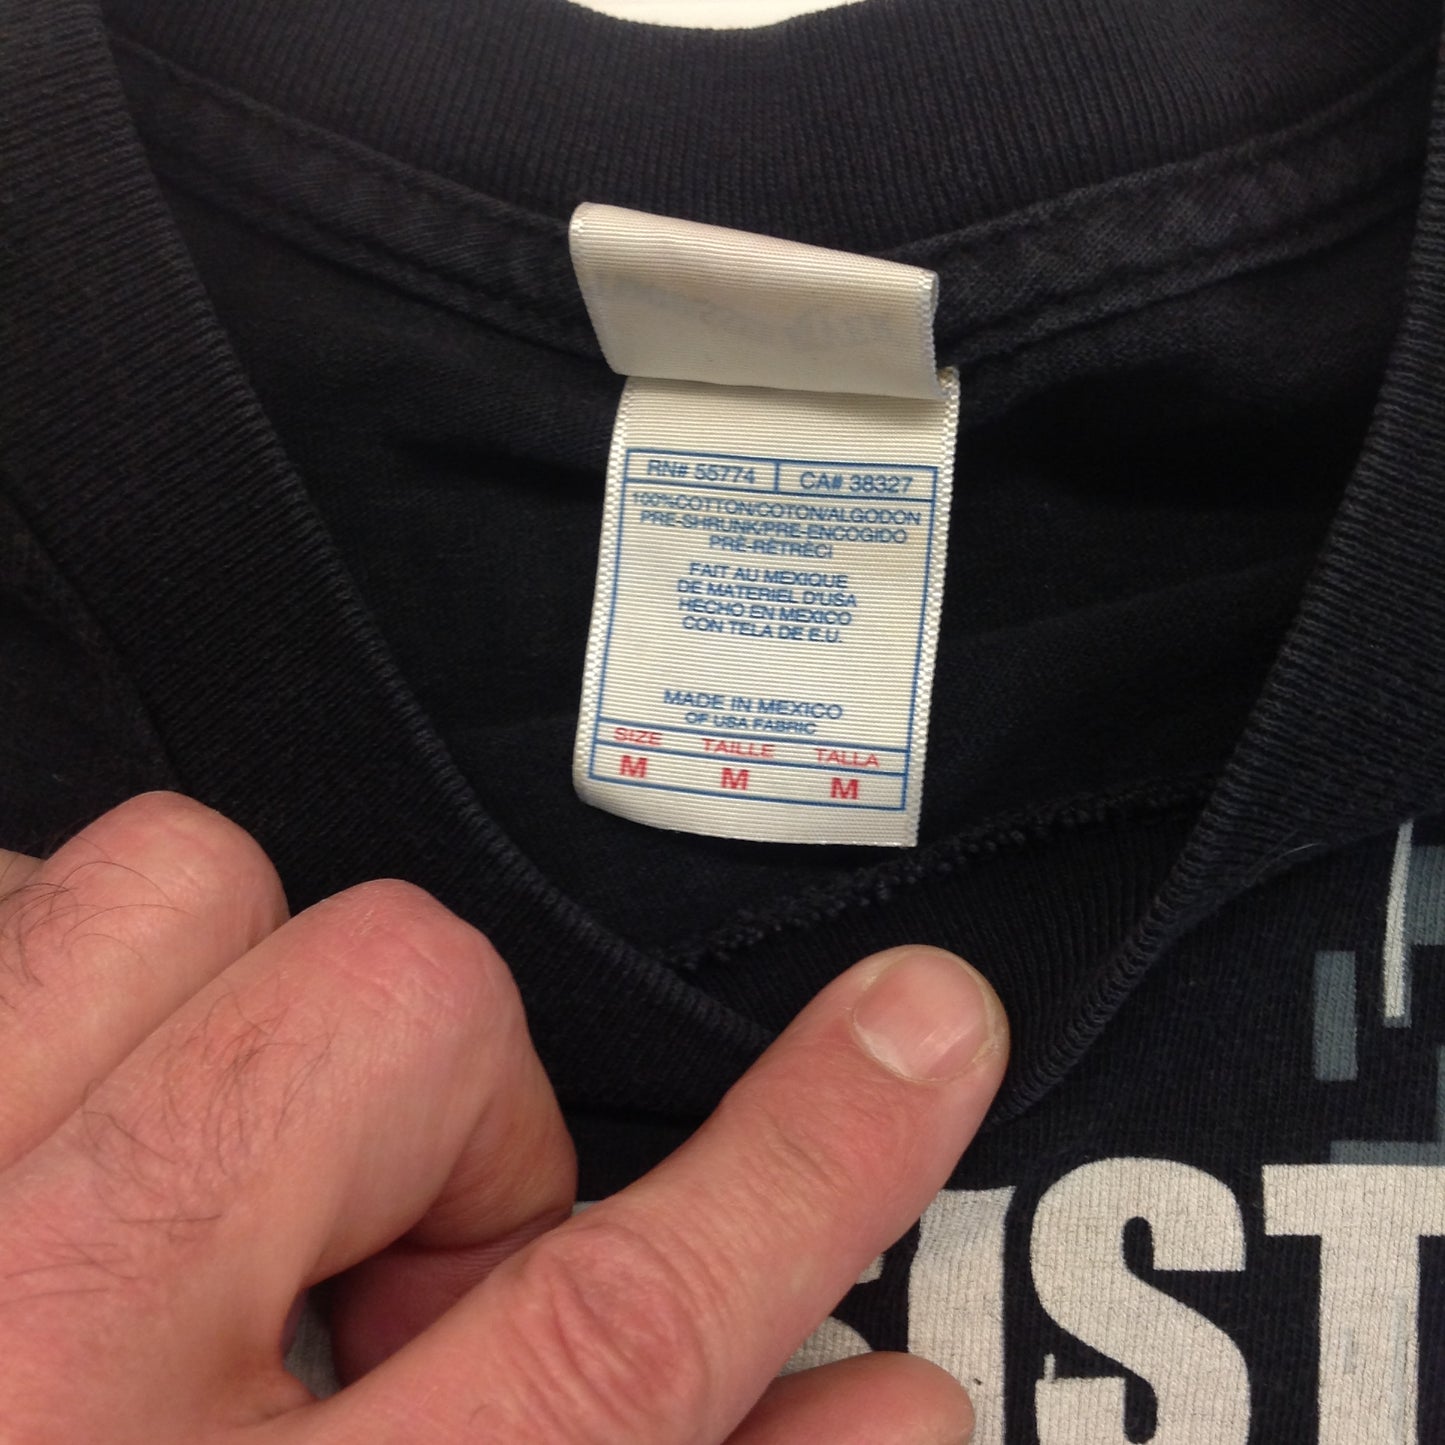 RN# 55774 CA# 38327
100%COTTON/COTON/ALGODON
PRE-SHRUNK/PRE-ENCOGIDO
PRÉ-RÉTRÉCI
FAIT AU MEXIQUE
DE MATERIEL D'USA
HECHO EN MEXICO
CON TELA DE E.U.
MADE IN MEXICO
OF USA FABRIC
SIZE TAILLE TALLA
M M M
SIST